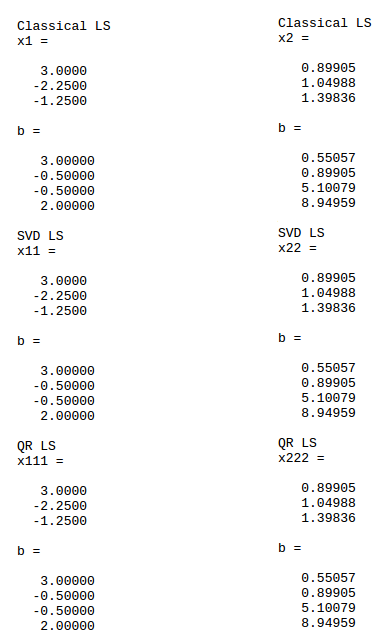 Classical LS
x1 =
3.0000
-2.2500
-1.2500
b =
3.00000
-0.50000
-0.50000
2.00000
SVD LS
x11 =
3.0000
-2.2500
-1.2500
b =
3.00000
-0.50000
-0.50000
2.00000
QR LS
x111 =
3.0000
-2.2500
-1.2500
b =
3.00000
-0.50000
-0.50000
2.00000
Classical LS
x2 =
0.89905
1.04988
1.39836
b =
0.55057
0.89905
5.10079
8.94959
SVD LS
x22 =
0.89905
1.04988
1.39836
b =
0.55057
0.89905
5.10079
8.94959
QR LS
x222 =
0.89905
1.04988
1.39836
b =
0.55057
0.89905
5.10079
8.94959